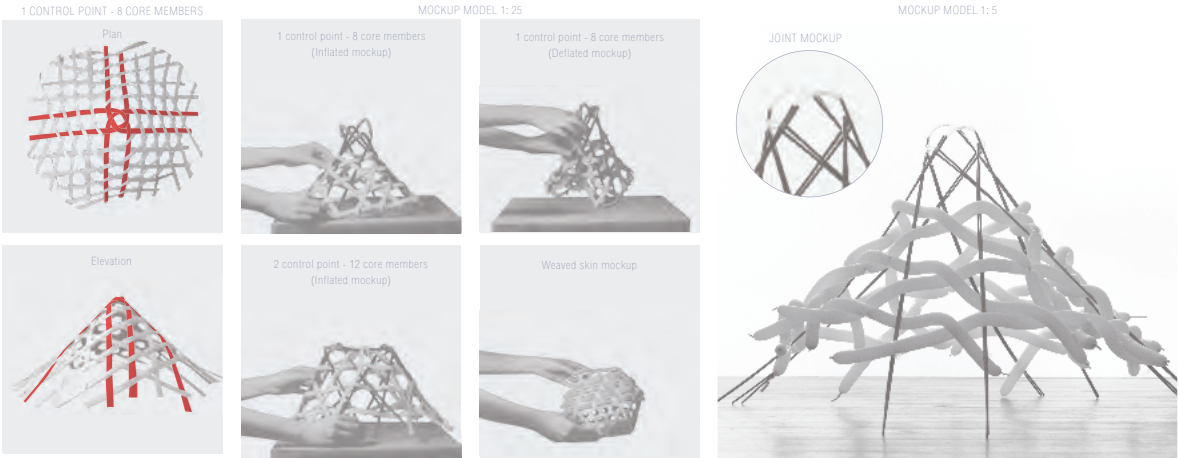 1 CONTROL POINT - 8 CORE MEMBERS
Plan
Elevation
MOCKUP MODEL 1: 25
1 control point - 8 core members
(Inflated mockup)
1 control point - 8 core members
(Deflated mockup)
2 control point - 12 core members
(Inflated mockup)
Weaved skin mockup
MOCKUP MODEL 1: 5
JOINT MOCKUP